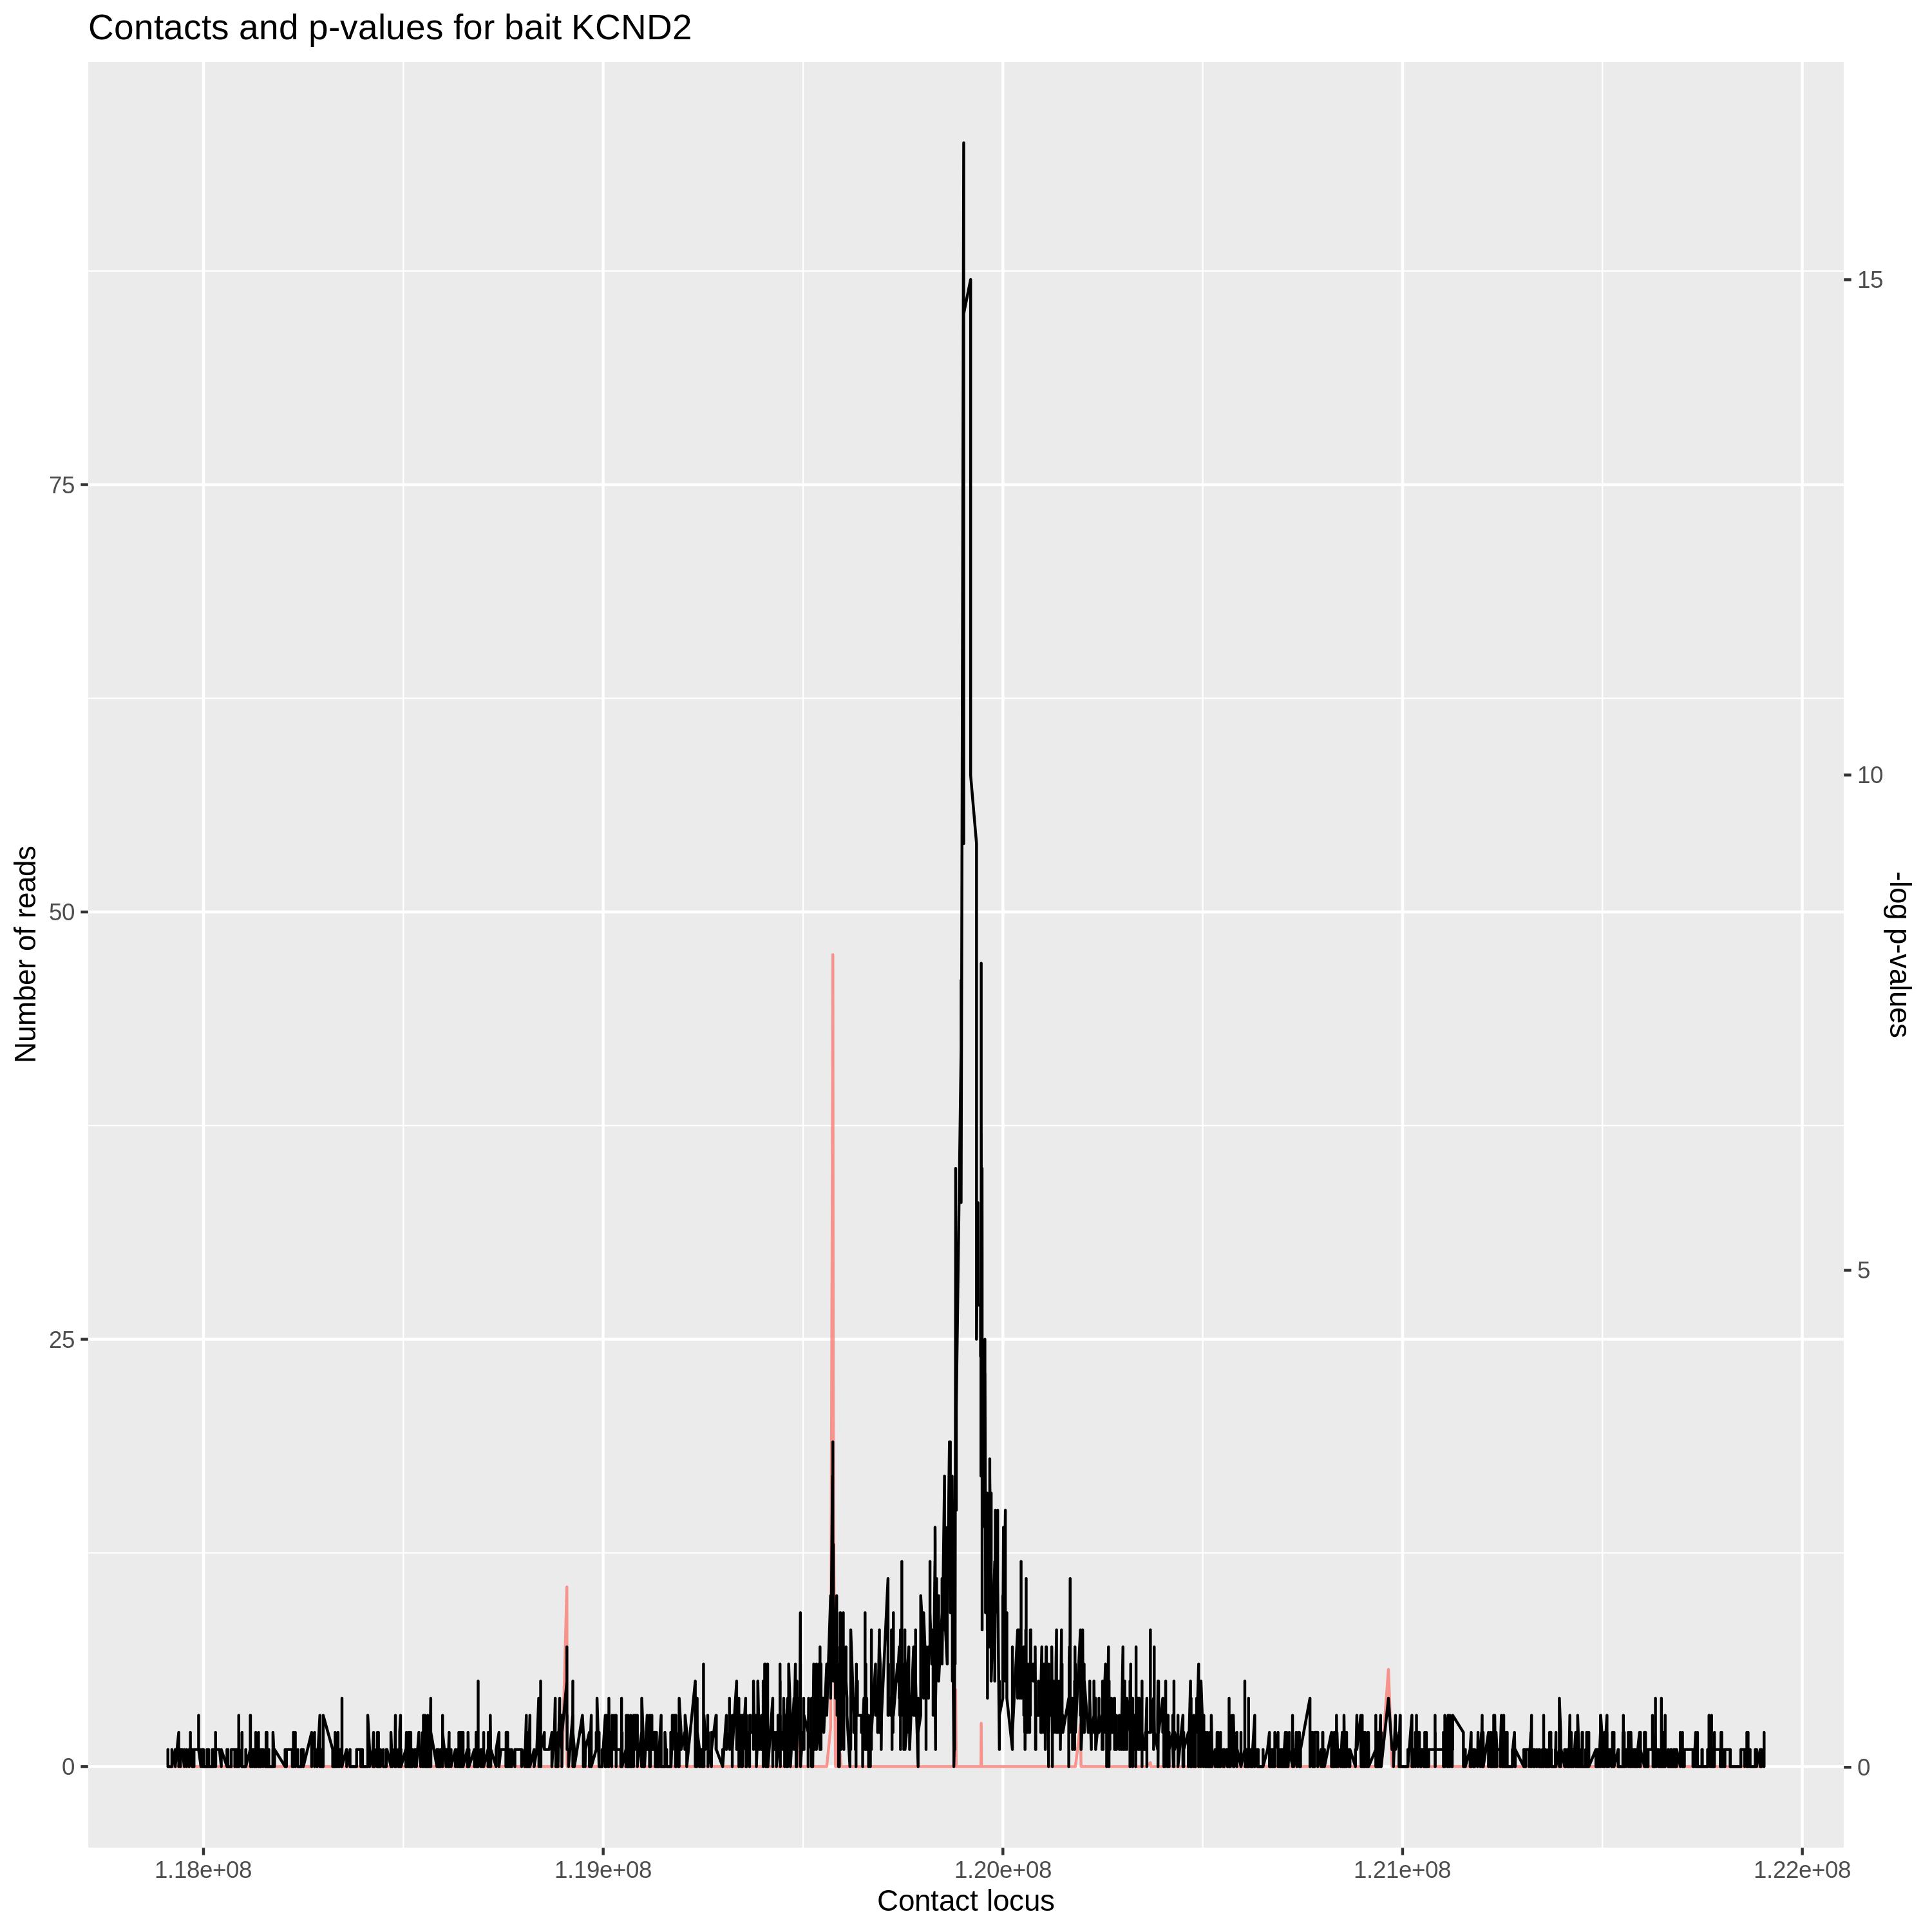 Contacts and p-values for bait KCND2
75
50
25
0
15
10
5
0
Number of reads
-log p-values
1.18e+08 1.19e+08 1.20e+08 1.21e+08 1.22e+08
Contact locus